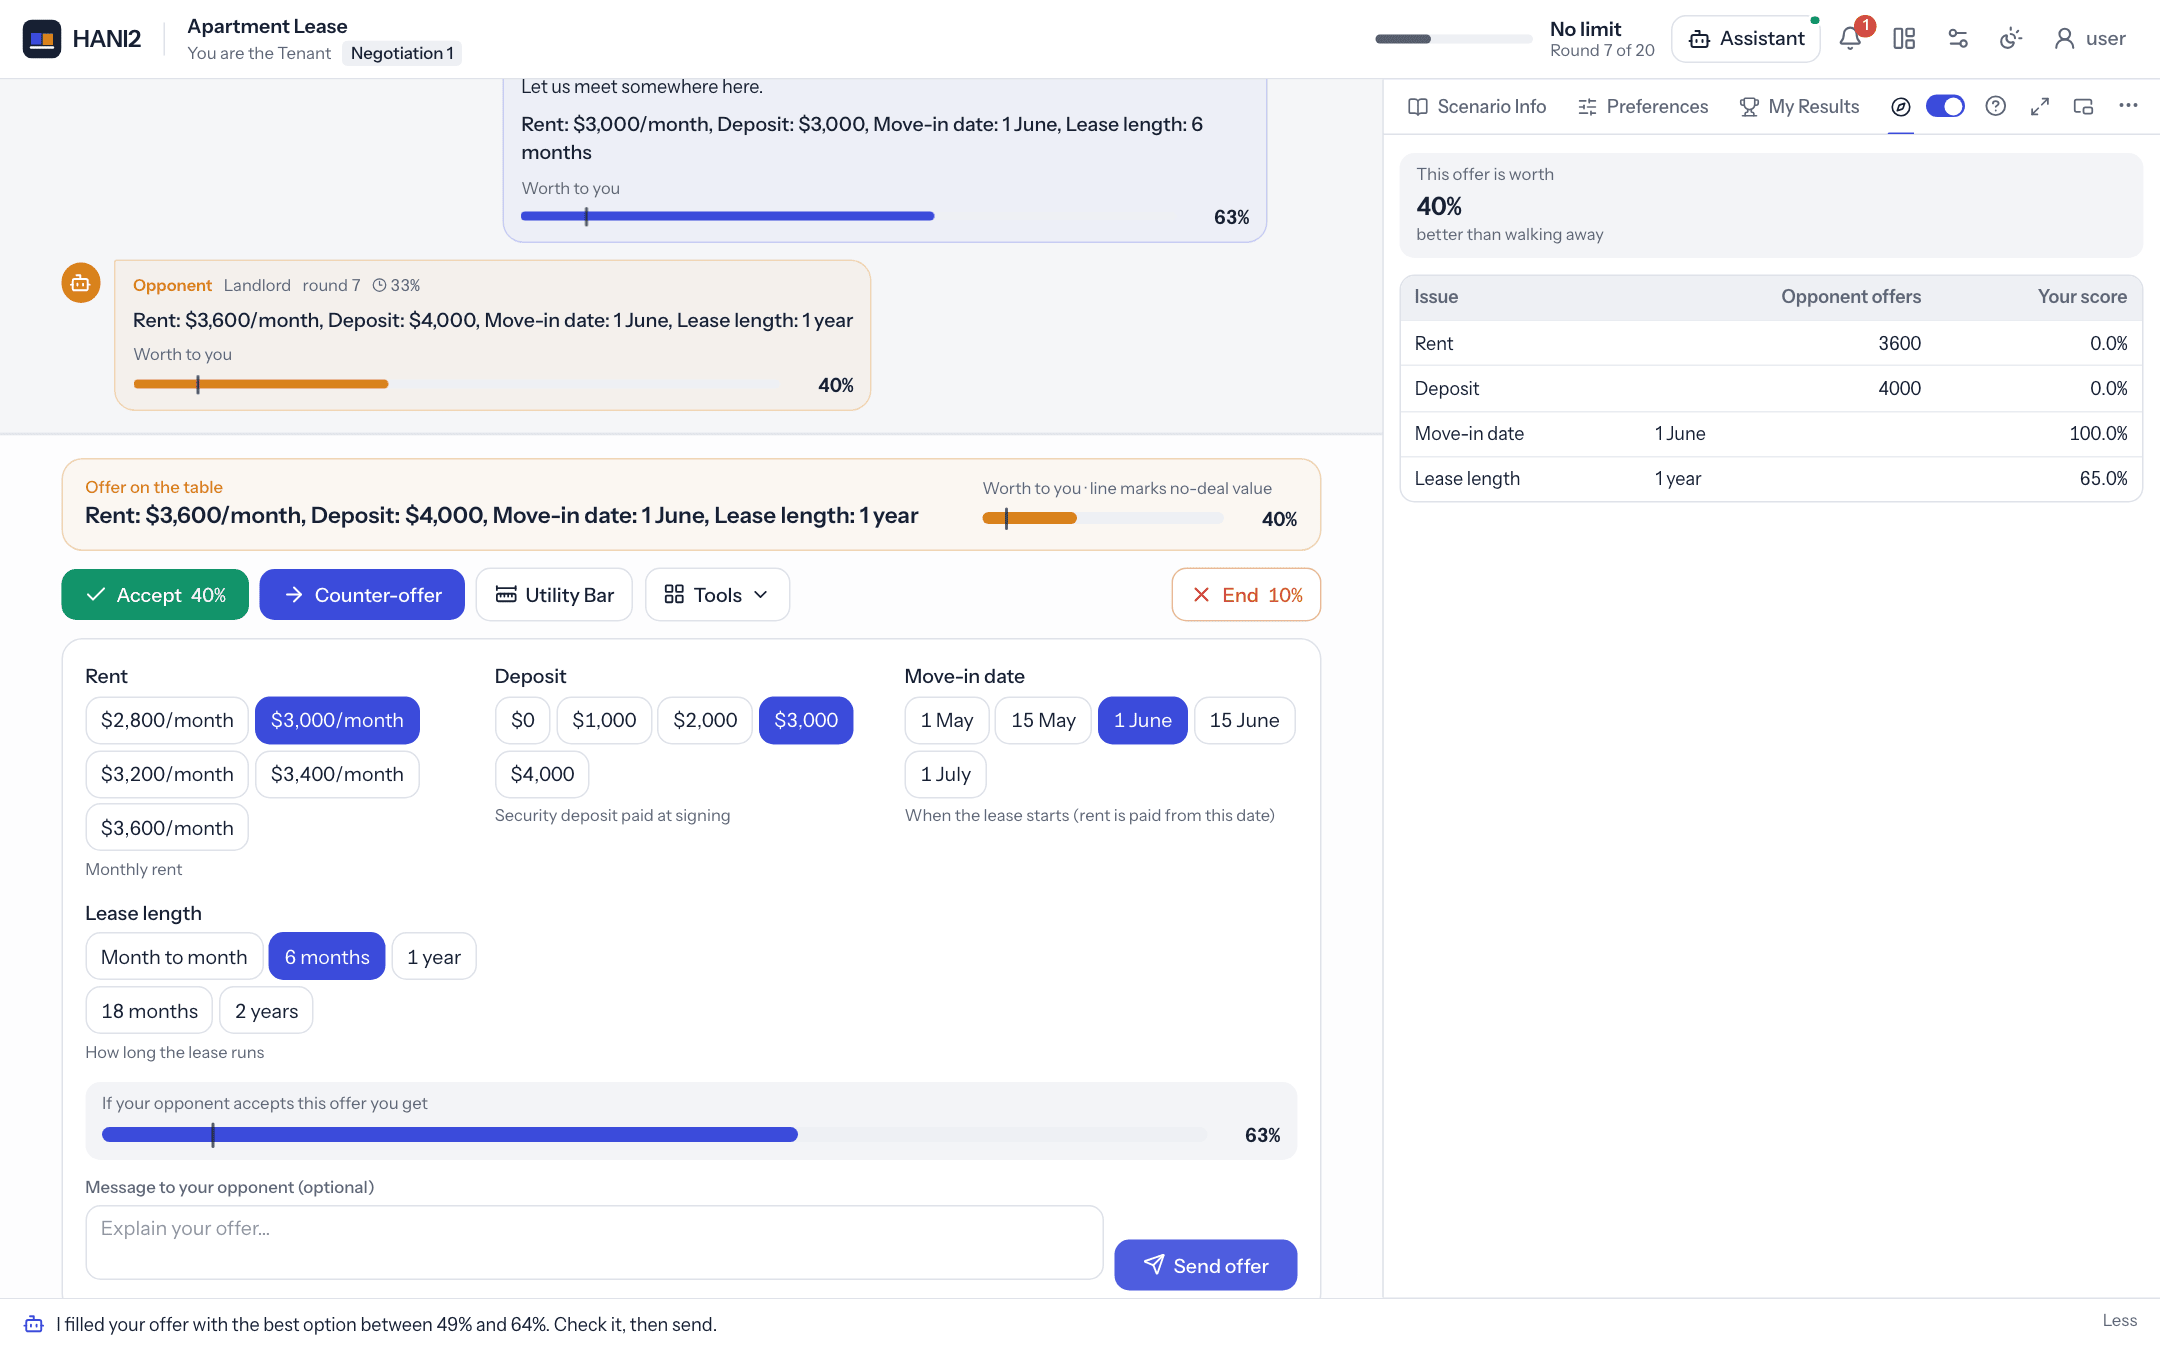 HANI2
Apartment Lease
You are the Tenant Negotiation 1
No limit
Round 7 of 20
Assistant
1
user
Let us meet somewhere here.
Rent: $3,000/month, Deposit: $3,000, Move-in date: 1 June, Lease length: 6
months
Worth to you
63%
Opponent Landlord round 7 33%
Rent: $3,600/month, Deposit: $4,000, Move-in date: 1 June, Lease length: 1 year
Worth to you
40%
Offer on the table
Rent: $3,600/month, Deposit: $4,000, Move-in date: 1 June, Lease length: 1 year
Worth to you · line marks no-deal value
40%
Accept 40%
Counter-offer
Utility Bar
Tools
End 10%
Rent
$2,800/month $3,000/month
$3,200/month $3,400/month
$3,600/month
Monthly rent
Deposit
$0 $1,000 $2,000 $3,000
$4,000
Security deposit paid at signing
Move-in date
1 May 15 May 1 June 15 June
1 July
When the lease starts (rent is paid from this date)
Lease length
Month to month 6 months 1 year
18 months 2 years
How long the lease runs
If your opponent accepts this offer you get
63%
Message to your opponent (optional)
Explain your offer...
Send offer
Scenario Info Preferences My Results
This offer is worth
40%
better than walking away
Issue Opponent offers Your score
Rent 3600 0.0%
Deposit 4000 0.0%
Move-in date 1 June 100.0%
Lease length 1 year 65.0%
I filled your offer with the best option between 49% and 64%. Check it, then send.
Less